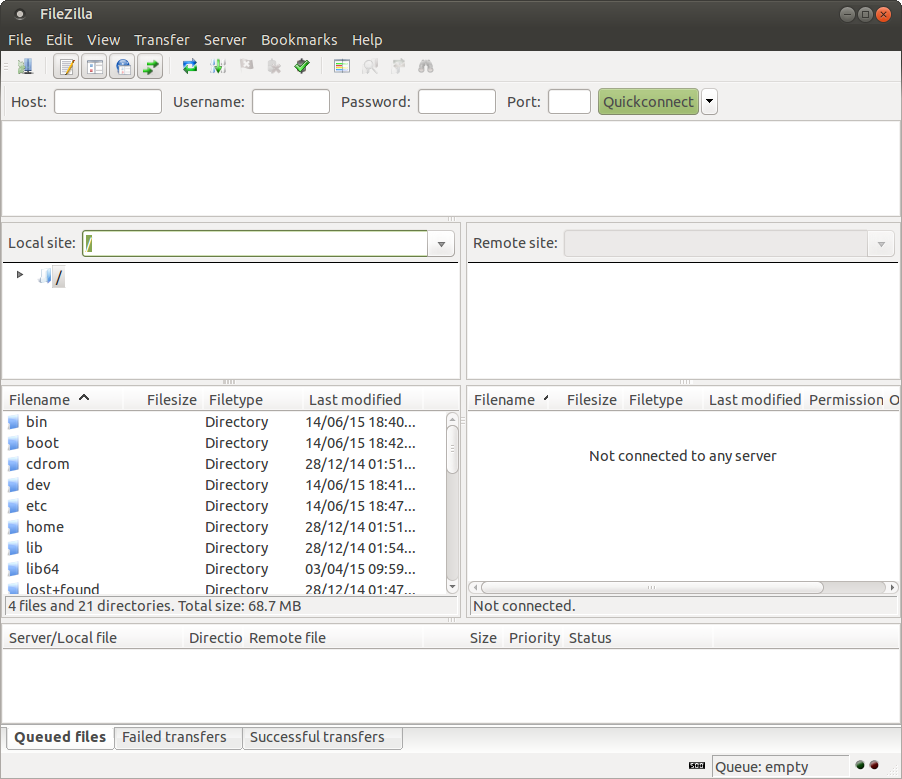 FileZilla
File Edit View Transfer Server Bookmarks Help
Host: Username: Password: Port: Quickconnect
Local site: /
Remote site:
/
Filename Filesize Filetype Last modified
bin Directory 14/06/15 18:40...
boot Directory 14/06/15 18:42...
cdrom Directory 28/12/14 01:51...
dev Directory 14/06/15 18:41...
etc Directory 14/06/15 18:47...
home Directory 28/12/14 01:51...
lib Directory 28/12/14 01:54...
lib64 Directory 03/04/15 09:59...
lost+found Directory 28/12/14 01:47...
4 files and 21 directories. Total size: 68.7 MB
Filename Filesize Filetype Last modified Permission O
Not connected to any server
Not connected.
Server/Local file Directio Remote file Size Priority Status
Queued files Failed transfers Successful transfers
Queue: empty